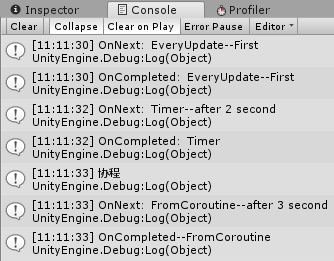 Inspector Console Profiler
Clear Collapse Clear on Play Error Pause Editor
[11:11:30] OnNext: EveryUpdate--First
UnityEngine.Debug:Log(Object)
[11:11:30] OnCompleted: EveryUpdate--First
UnityEngine.Debug:Log(Object)
[11:11:32] OnNext: Timer--after 2 second
UnityEngine.Debug:Log(Object)
[11:11:32] OnCompleted: Timer
UnityEngine.Debug:Log(Object)
[11:11:33] 协程
UnityEngine.Debug:Log(Object)
[11:11:33] OnNext: FromCoroutine--after 3 second
UnityEngine.Debug:Log(Object)
[11:11:33] OnCompleted--FromCoroutine
UnityEngine.Debug:Log(Object)